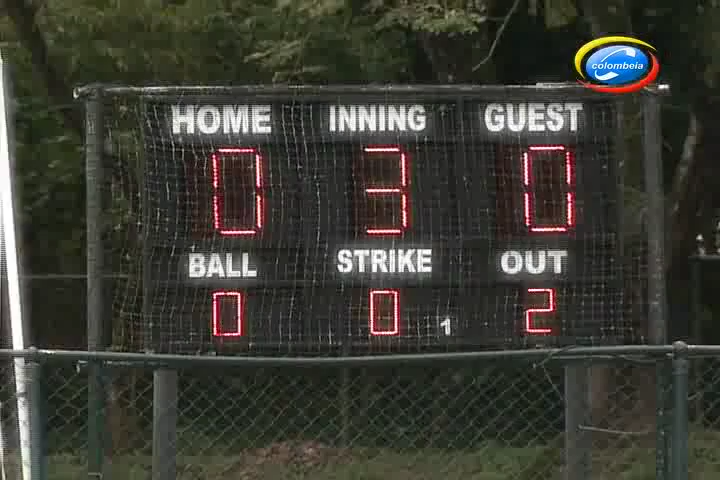 colombeia
HOME INNING GUEST
0 3 0
BALL STRIKE OUT
0 0 1 2